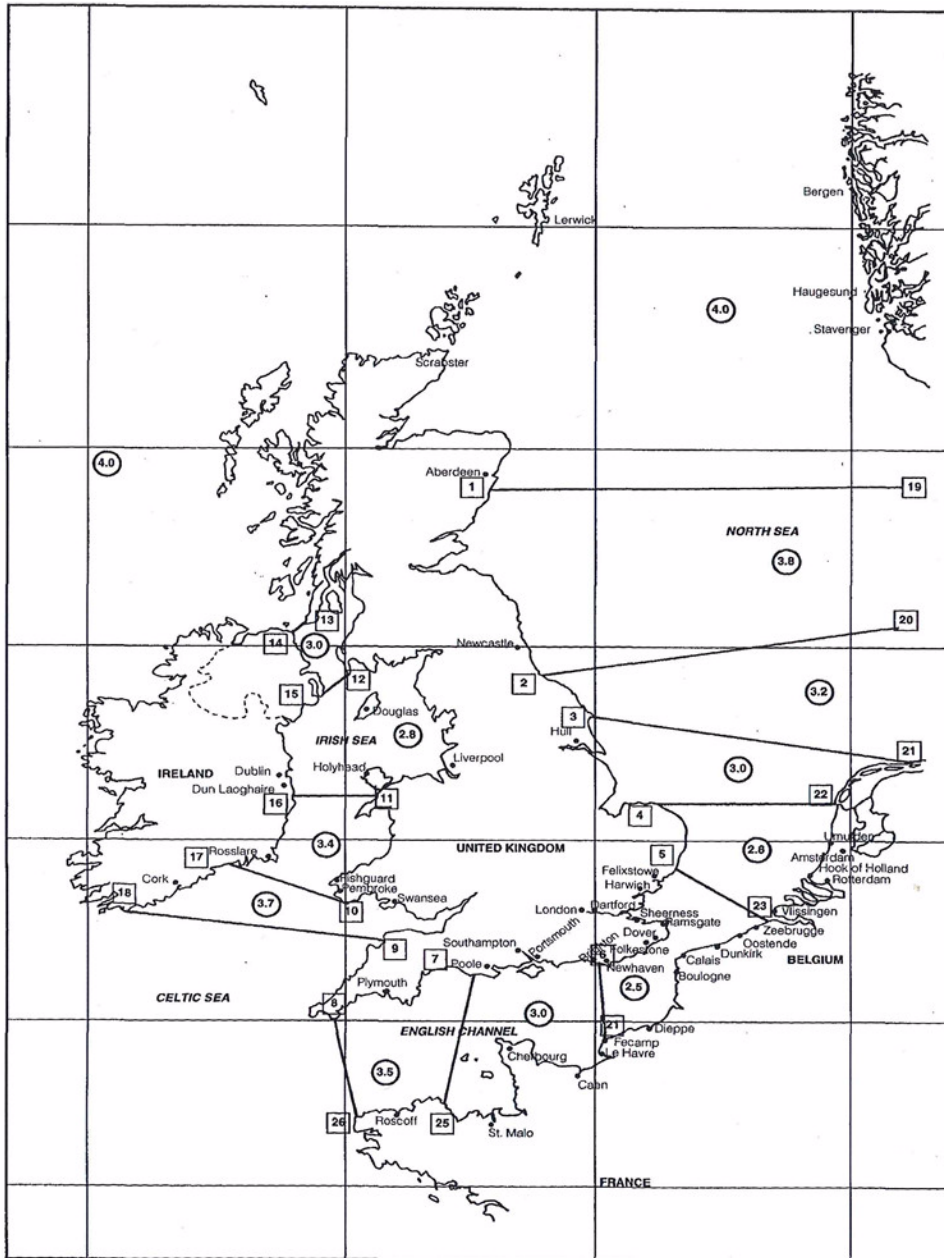 Bergen
Lerwick
Haugesund
4.0
Stavenger
Scrabster
4.0
Aberdeen
1
19
NORTH SEA
3.8
13
20
14
3.0
Newcastle
12
2
15
3.2
Douglas
3
IRISH SEA
2.8
Hull
21
Liverpool
3.0
IRELAND
Dublin
Holyhead
Dun Laoghaire
16
11
22
4
Umuiden
3.4
UNITED KINGDOM
5
2.8
Amsterdam
17
Rosslare
Hook of Holland
Felixstowe
Rotterdam
Cork
Fishguard
Pembroke
Harwich
18
3.7
Swansea
10
London
Dartford
23
Vlissingen
Sheerness
Ramsgate
Zeebrugge
Dover
Oostende
9
Southampton
Portsmouth
Folkestone
Dunkirk
7
Brighton
6
Calais
BELGIUM
Poole
Newhaven
Boulogne
Plymouth
2.5
CELTIC SEA
8
3.0
ENGLISH CHANNEL
21
Dieppe
Fecamp
Cherbourg
Le Havre
3.5
Caen
26
Roscoff
25
St. Malo
FRANCE